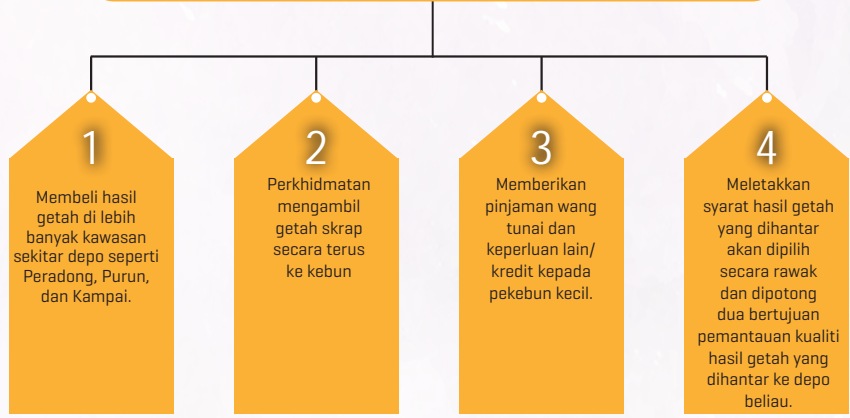 1
Membeli hasil
getah di lebih
banyak kawasan
sekitar depo seperti
Peradong, Purun,
dan Kampai.
2
Perkhidmatan
mengambil
getah skrap
secara terus
ke kebun
3
Memberikan
pinjaman wang
tunai dan
keperluan lain/
kredit kepada
pekebun kecil.
4
Meletakkan
syarat hasil getah
yang dihantar
akan dipilih
secara rawak
dan dipotong
dua bertujuan
pemantauan kualiti
hasil getah yang
dihantar ke depo
beliau.